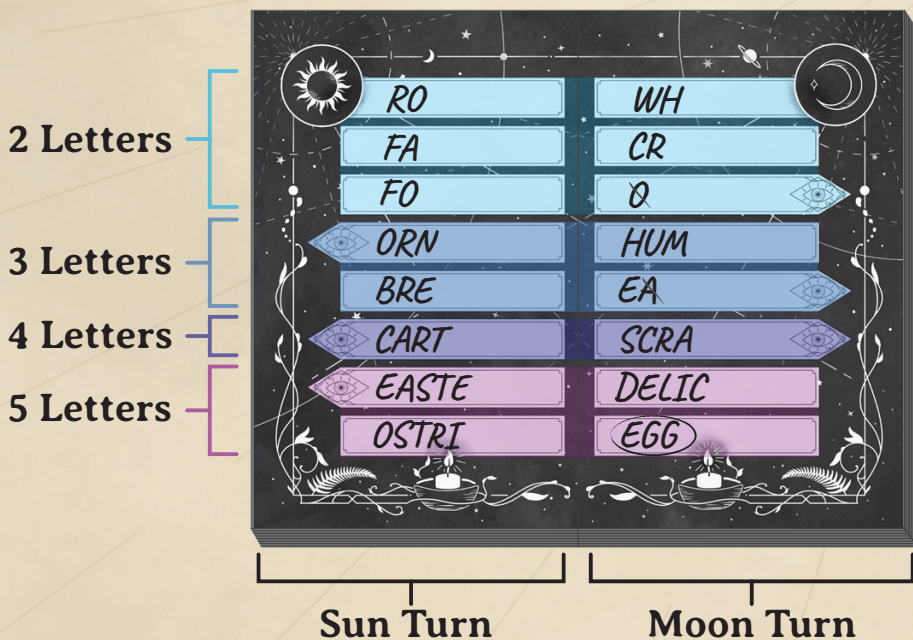 2 Letters
RO
WH
FA
CR
FO
O
3 Letters
ORN
HUM
BRE
EA
4 Letters
CART
SCRA
5 Letters
EASTE
DELIC
OSTRI
EGG
Sun Turn
Moon Turn